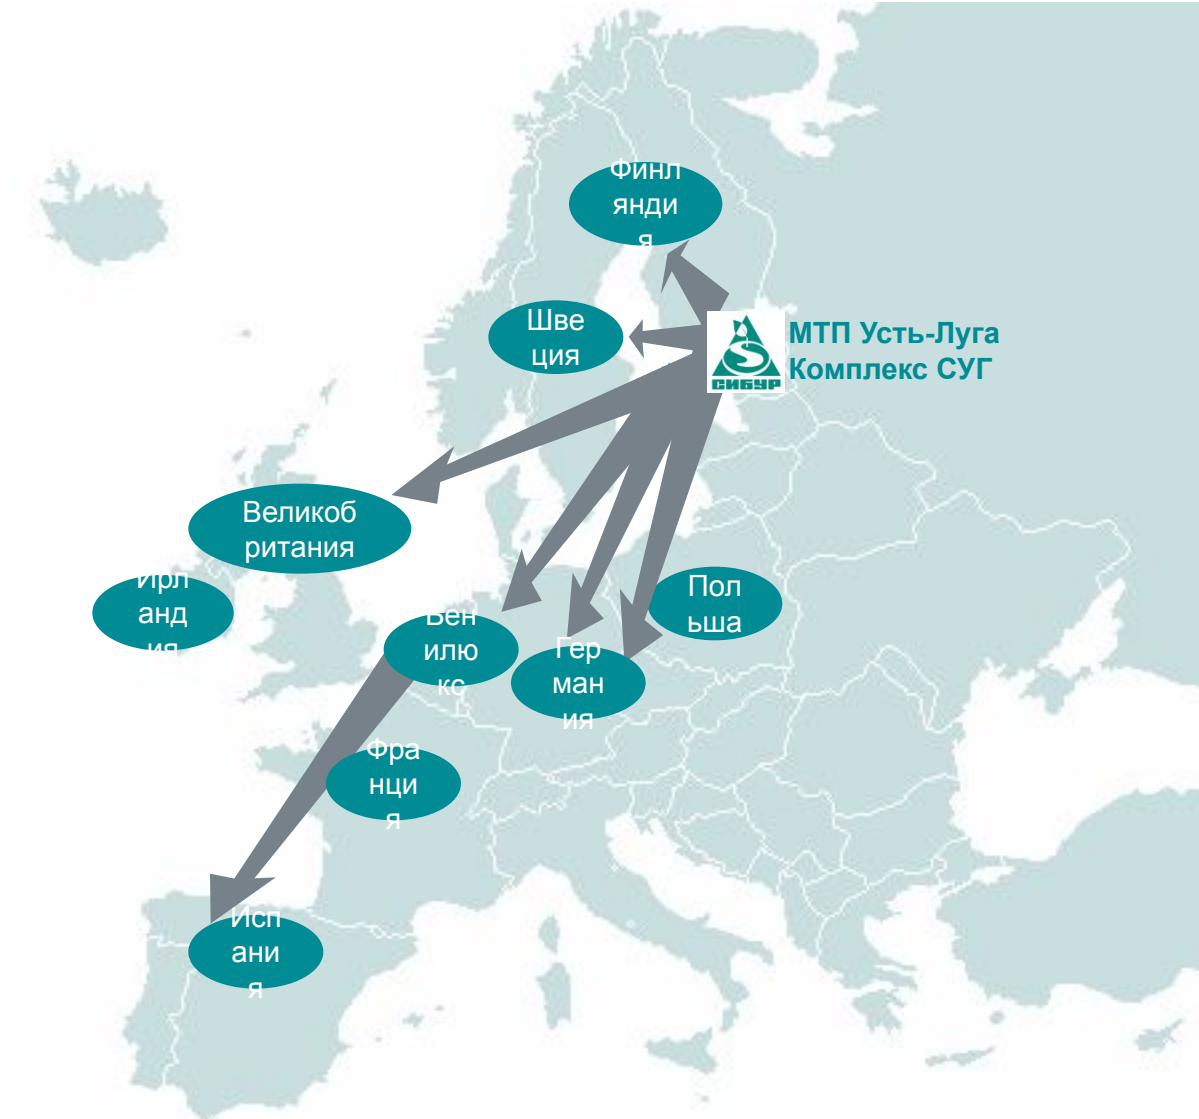 Финл
янди
я
Шве
ция
МТП Усть-Луга
Комплекс СУГ
СИБУР
Великоб
ритания
Ирл
анд
ия
Бен
илю
кс
Пол
ьша
Гер
ман
ия
Фра
нци
я
Исп
ани
я